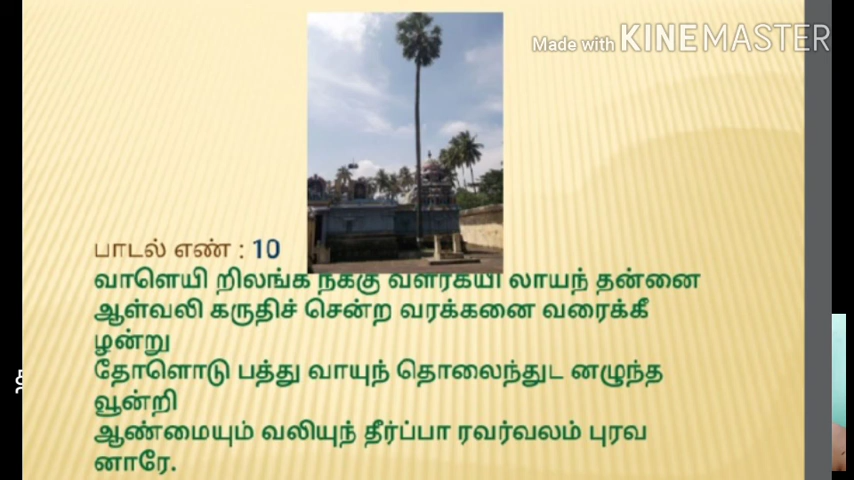 Made with KINEMASTER
பாடல் எண் : 10
வாளெயி றிலங்க நக்கு வளர்கயி லாயந் தன்னை
ஆள்வலி கருதிச் சென்ற வரக்கனை வரைக்கீ
ழன்று
தோளொடு பத்து வாயுந் தொலைந்துட னழுந்த
வூன்றி
ஆண்மையும் வலியுந் தீர்ப்பா ரவர்வலம் புரவ
னாரே.